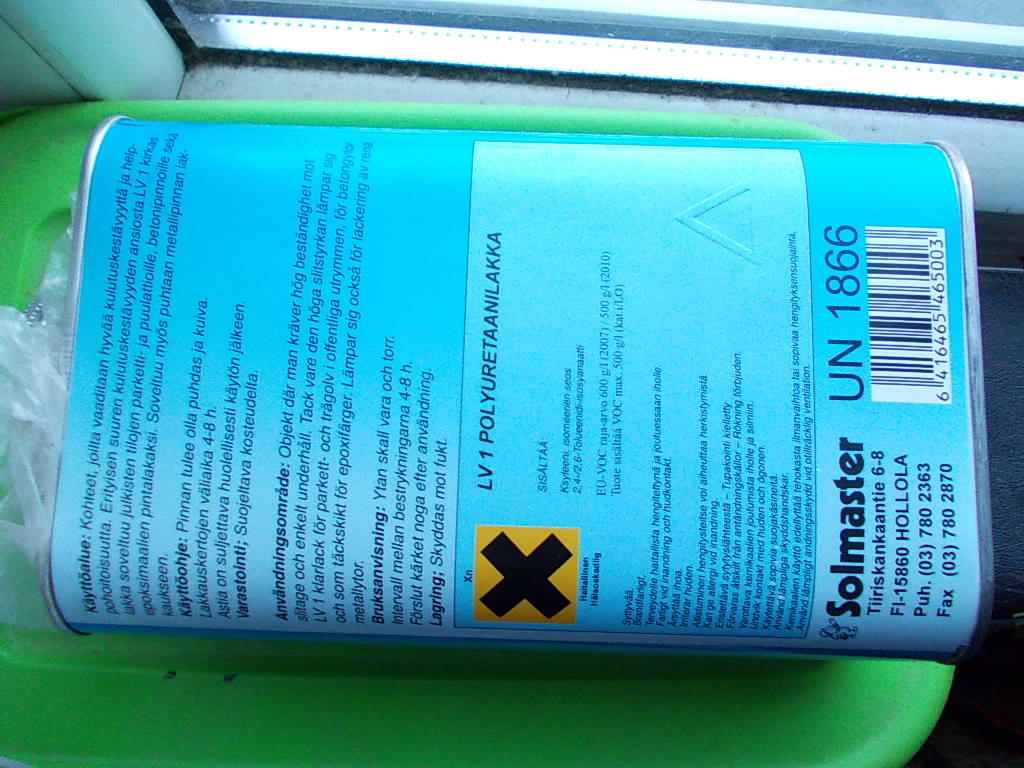 Käyttöalue: Kohteet, joilta vaaditaan hyvää kulutuskestävyyttä ja help-
pohoitoisuutta. Erityisen suuren kulutuskestävyyden ansiosta LV 1 kirkas
lakka soveltuu julkisten tilojen parketti- ja puulattioille, betonipinnoille sekä
epoksimaalien pintalakaksi. Soveltuu myös puhtaan metallipinnan lak-
kaukseen.
Käyttöohje: Pinnan tulee olla puhdas ja kuiva.
Lakkauskertojen väliaika 4-8 h.
Astia on suljettava huolellisesti käytön jälkeen.
Varastointi; Suojeltava kosteudelta.
Användningsområde: Objekt där man kräver hög beständighet mot
slitage och enkelt underhåll. Tack vare den höga slitstyrkan lämpar sig
LV 1 klarlack för parkett- och trägolv i offentliga utrymmen, för betongytor
och som täckskikt för epoxifärger. Lämpar sig också för lackering av rena
metallytor.
Bruksanvisning: Ytan skall vara och torr.
Intervall mellan bestrykningarna 4-8 h.
Förslut kärlet noga efter användning.
Lagring; Skyddas mot fukt.
LV 1 POLYURETAANILAKKA
SISÄLTÄÄ
Ksyleeni, isomeerien seos
2,4-/2,6-Tolueenidi-isosyanaatti
EU-VOC raja-arvo 600 g/l (2007) / 500 g/l (2010)
Tuote sisältää VOC max. 500 g/l (kat i/LO)
Xn
Haitallinen
Hälsoskadlig
Syttyvää.
Brandfarligt.
Terveydelle haitallista hengitettynä ja joutuessaan iholle.
Farligt vid inandning och hudkontakt.
Ärsyttää ihoa.
Irriterar huden.
Altistuminen hengitysteitse voi aiheuttaa herkistymistä.
Kan ge allergi vid inandning.
Eristettävä sytytyslähteestä – Tupakointi kielletty
Förvaras åtskilt från antändningskällor – Rökning förbjuden.
Varottava kemikaalien joutumista iholle ja silmiin.
Undvik kontakt med huden och ögonen.
Käytettävä sopivia suojakäsineitä.
Använd lämpliga skyddshandskar.
Kemikaalien käyttö edellyttää tehokasta ilmanvaihtoa tai sopivaa hengityksensuojainta.
Använd lämpligt andningsskydd vid otillräcklig ventilation.
Solmaster
UN 1866
Tiiriskankaantie 6-8
FI-15860 HOLLOLA
Puh. (03) 780 2363
Fax (03) 780 2870
6 416465 465003